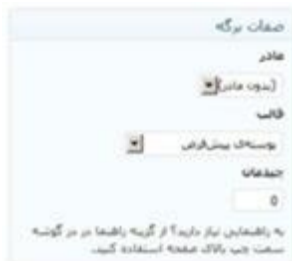 صفات برگه
مادر
(بدون مادر)
قالب
پوسته‌ی پیش‌فرض
چیدمان
0
به راهنمایی نیاز دارید؟ از گزینه راهنما در در گوشه
سمت چپ بالای صفحه استفاده کنید.